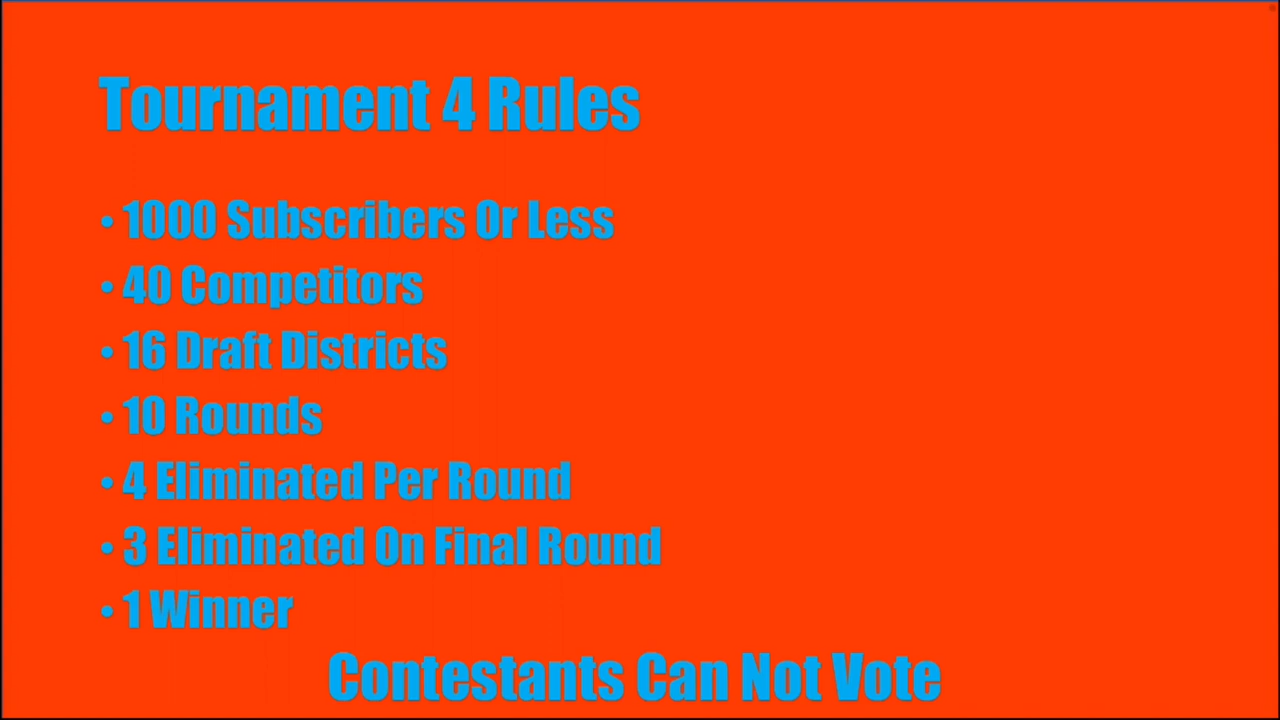 Tournament 4 Rules
• 1000 Subscribers Or Less
• 40 Competitors
• 16 Draft Districts
• 10 Rounds
• 4 Eliminated Per Round
• 3 Eliminated On Final Round
• 1 Winner
Contestants Can Not Vote